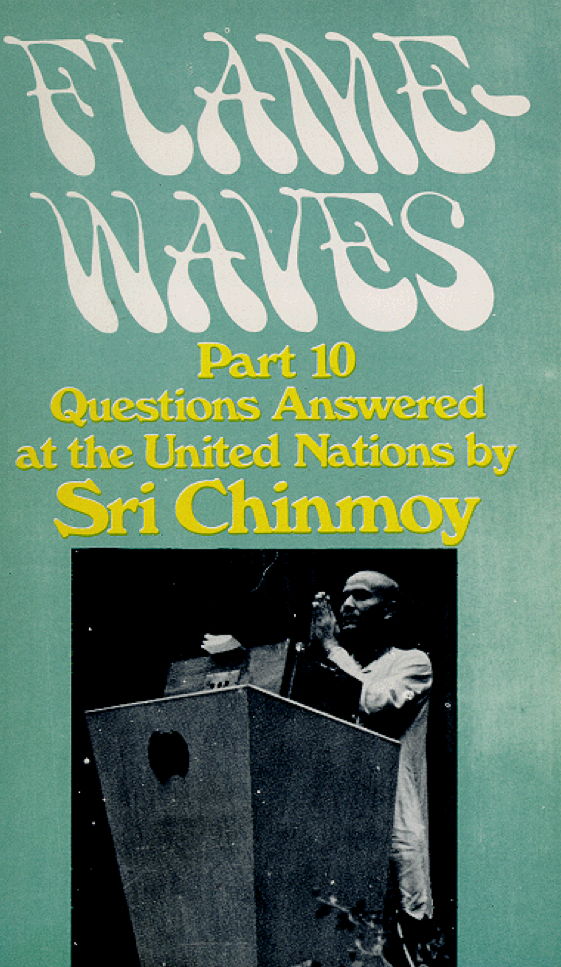 FLAME-
WAVES
Part 10
Questions Answered
at the United Nations by
Sri Chinmoy